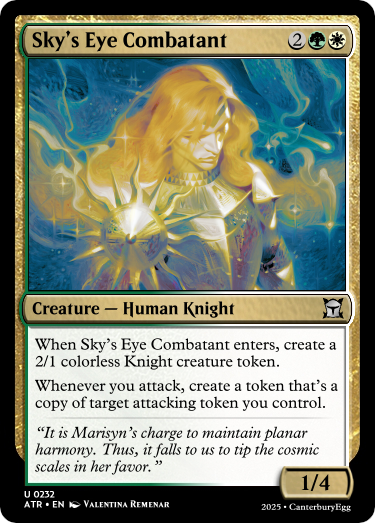 Sky's Eye Combatant 2
Creature — Human Knight
When Sky's Eye Combatant enters, create a
2/1 colorless Knight creature token.
Whenever you attack, create a token that's a
copy of target attacking token you control.
"It is Marisyn's charge to maintain planar
harmony. Thus, it falls to us to tip the cosmic
scales in her favor."
1/4
U 0232
ATR • EN Valentina Remenar
2025 • CanterburyEgg